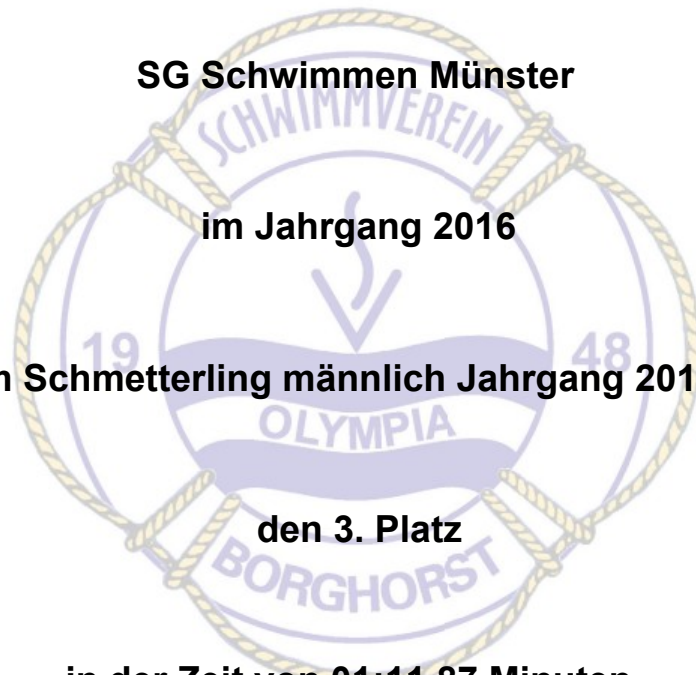 SG Schwimmen Münster
SCHWIMMVEREIN
im Jahrgang 2016
19 48
Schmetterling männlich Jahrgang
OLYMPIA
den 3. Platz
BORGHORST
in der Zeit von 01:11,87 Minuten